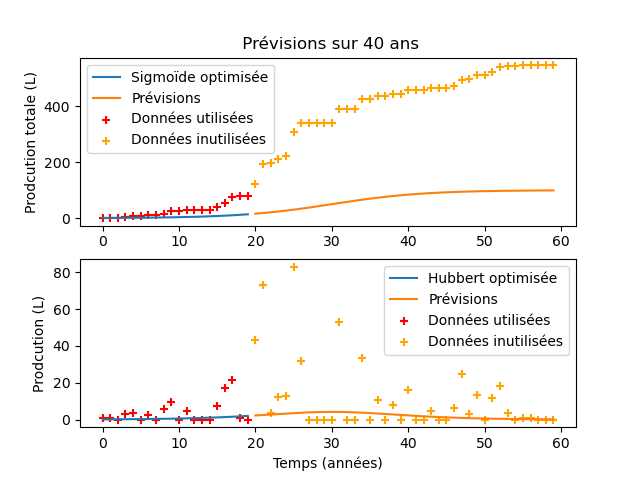 Prévisions sur 40 ans
Prodcution totale (L)
400
200
0
Sigmoïde optimisée
Prévisions
Données utilisées
Données inutilisées
0 10 20 30 40 50 60
Prodcution (L)
80
60
40
20
0
Hubbert optimisée
Prévisions
Données utilisées
Données inutilisées
0 10 20 30 40 50 60
Temps (années)